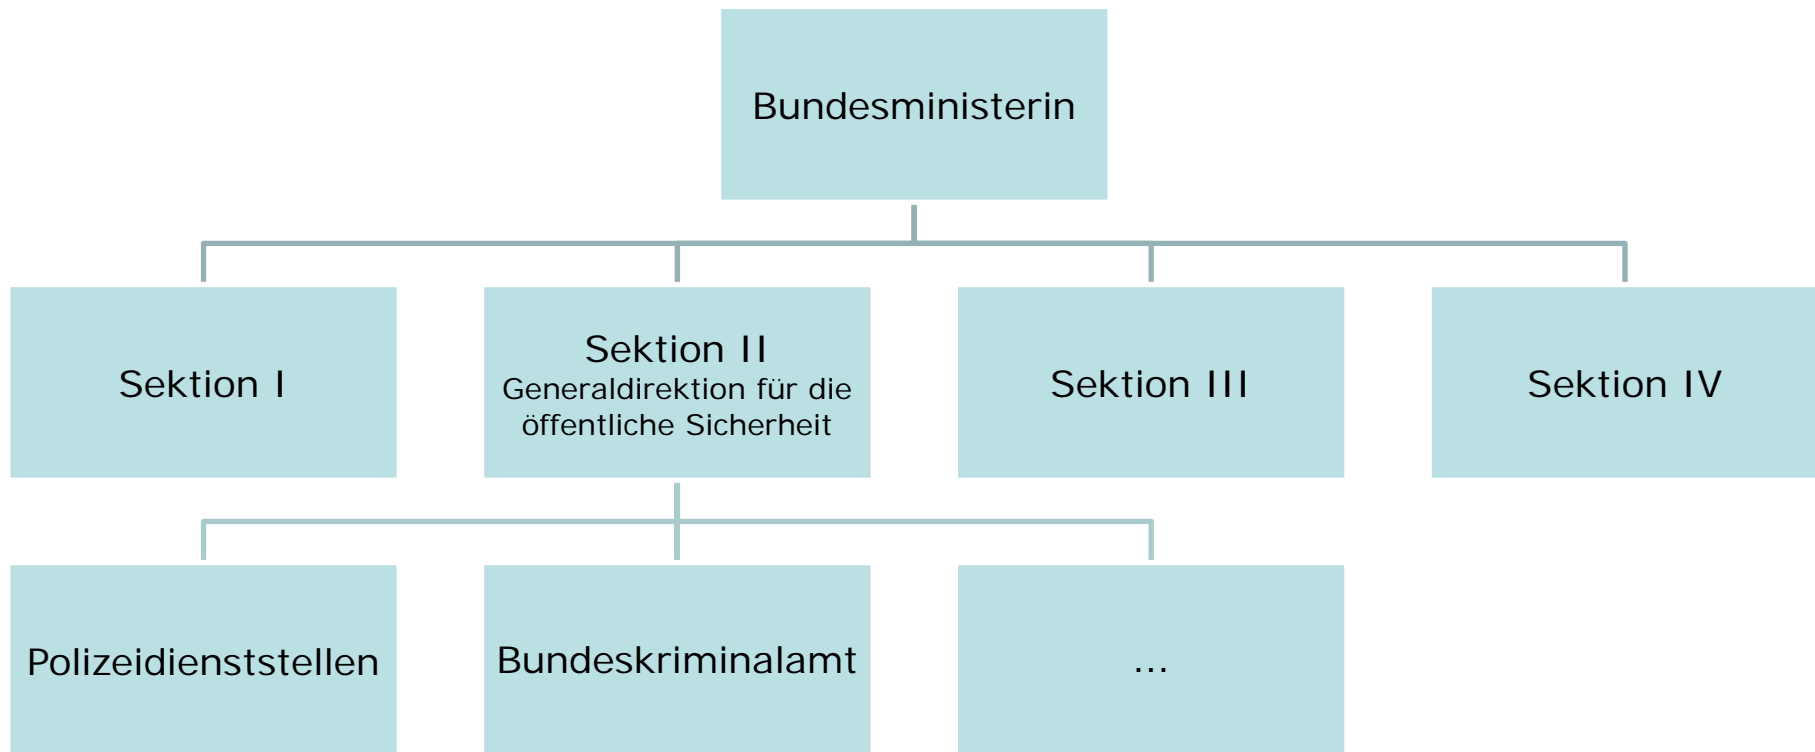 Bundesministerin
Sektion I
Sektion II
Generaldirektion für die
öffentliche Sicherheit
Sektion III
Sektion IV
Polizeidienststellen
Bundeskriminalamt
...